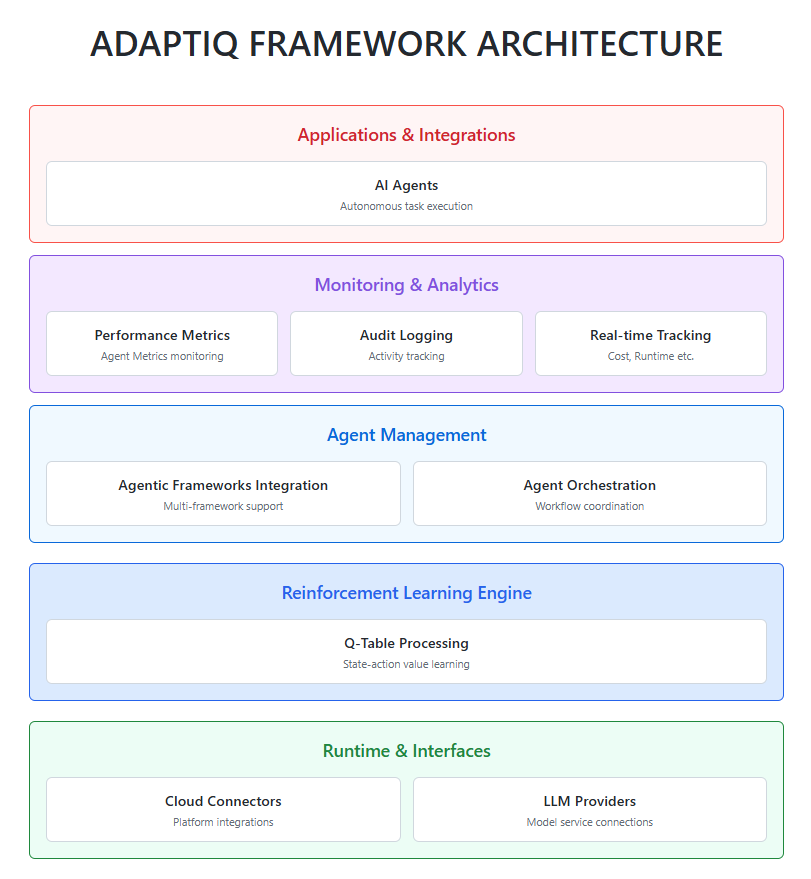 ADAPTIQ FRAMEWORK ARCHITECTURE
Applications & Integrations
AI Agents
Autonomous task execution
Monitoring & Analytics
Performance Metrics
Agent Metrics monitoring
Audit Logging
Activity tracking
Real-time Tracking
Cost, Runtime etc.
Agent Management
Agentic Frameworks Integration
Multi-framework support
Agent Orchestration
Workflow coordination
Reinforcement Learning Engine
Q-Table Processing
State-action value learning
Runtime & Interfaces
Cloud Connectors
Platform integrations
LLM Providers
Model service connections